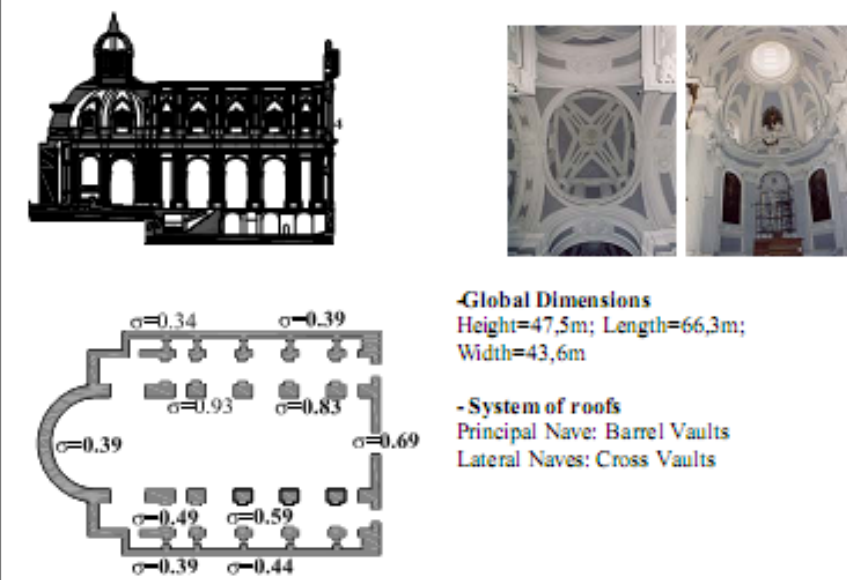 4
σ=0.34
σ=0.39
-Global Dimensions
Height=47,5m; Length=66,3m;
Width=43,6m
σ=0.93
σ=0.83
- System of roofs
Principal Nave: Barrel Vaults
Lateral Naves: Cross Vaults
σ=0.39
σ=0.69
σ=0.49
σ=0.59
σ=0.39
σ=0.44